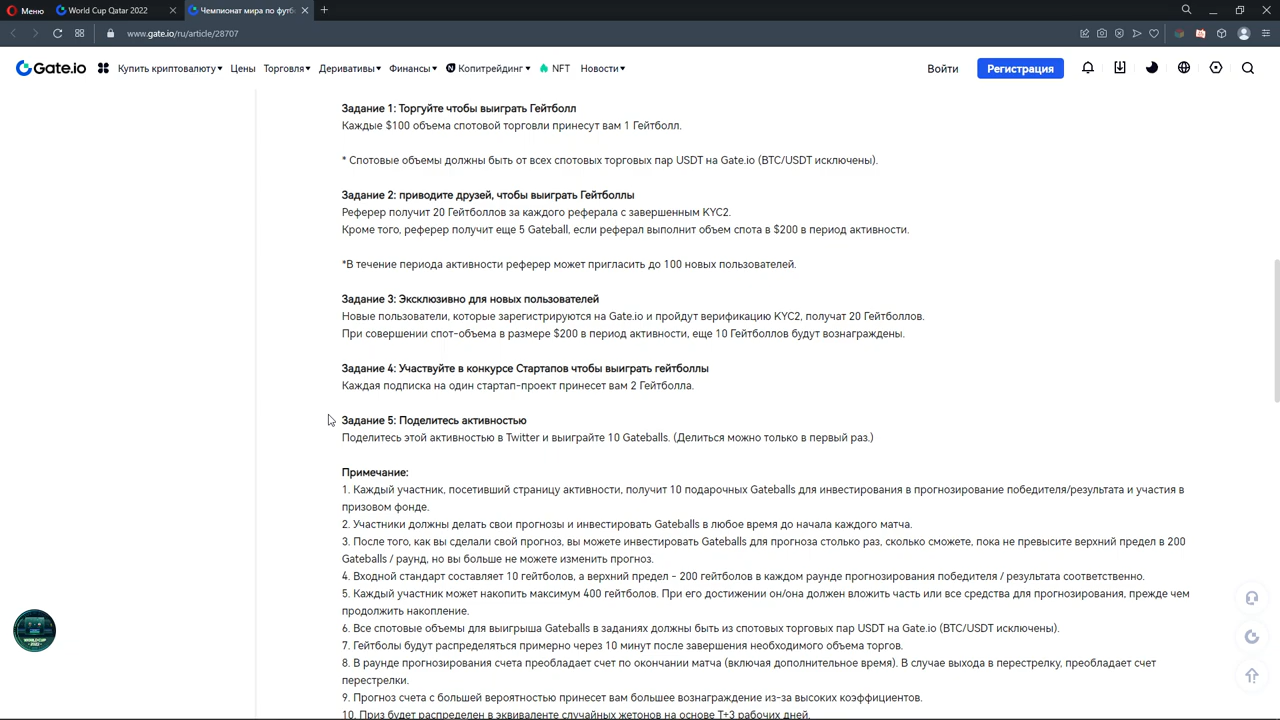 Меню
World Cup Qatar 2022
Чемпионат мира по футб
www.gate.io/ru/article/28707
Gate.io
Купить криптовалюту
Цены
Торговля
Деривативы
Финансы
Копитрейдинг
NFT
Новости
Войти
Регистрация
Задание 1: Торгуйте чтобы выиграть Гейтболл
Каждые $100 объема спотовой торговли принесут вам 1 Гейтболл.
* Спотовые объемы должны быть от всех спотовых торговых пар USDT на Gate.io (BTC/USDT исключены).
Задание 2: приводите друзей, чтобы выиграть Гейтболлы
Реферер получит 20 Гейтболлов за каждого реферала с завершенным KYC2.
Кроме того, реферер получит еще 5 Gateball, если реферал выполнит объем спота в $200 в период активности.
*В течение периода активности реферер может пригласить до 100 новых пользователей.
Задание 3: Эксклюзивно для новых пользователей
Новые пользователи, которые зарегистрируются на Gate.io и пройдут верификацию KYC2, получат 20 Гейтболлов.
При совершении спот-объема в размере $200 в период активности, еще 10 Гейтболлов будут вознаграждены.
Задание 4: Участвуйте в конкурсе Стартапов чтобы выиграть гейтболлы
Каждая подписка на один стартап-проект принесет вам 2 Гейтболла.
Задание 5: Поделитесь активностью
Поделитесь этой активностью в Twitter и выиграйте 10 Gateballs. (Делиться можно только в первый раз.)
Примечание:
1. Каждый участник, посетивший страницу активности, получит 10 подарочных Gateballs для инвестирования в прогнозирование победителя/результата и участия в
призовом фонде.
2. Участники должны делать свои прогнозы и инвестировать Gateballs в любое время до начала каждого матча.
3. После того, как вы сделали свой прогноз, вы можете инвестировать Gateballs для прогноза столько раз, сколько сможете, пока не превысите верхний предел в 200
Gateballs / раунд, но вы больше не можете изменить прогноз.
4. Входной стандарт составляет 10 гейтболов, а верхний предел - 200 гейтболов в каждом раунде прогнозирования победителя / результата соответственно.
5. Каждый участник может накопить максимум 400 гейтболов. При его достижении он/она должен вложить часть или все средства для прогнозирования, прежде чем
продолжить накопление.
6. Все спотовые объемы для выигрыша Gateballs в заданиях должны быть из спотовых торговых пар USDT на Gate.io (BTC/USDT исключены).
7. Гейтболы будут распределяться примерно через 10 минут после завершения необходимого объема торгов.
8. В раунде прогнозирования счета преобладает счет по окончании матча (включая дополнительное время). В случае выхода в перестрелку, преобладает счет
перестрелки.
9. Прогноз счета с большей вероятностью принесет вам большее вознаграждение из-за высоких коэффициентов.
10. Приз будет распределен в эквиваленте случайных жетонов на основе T+3 рабочих дней.